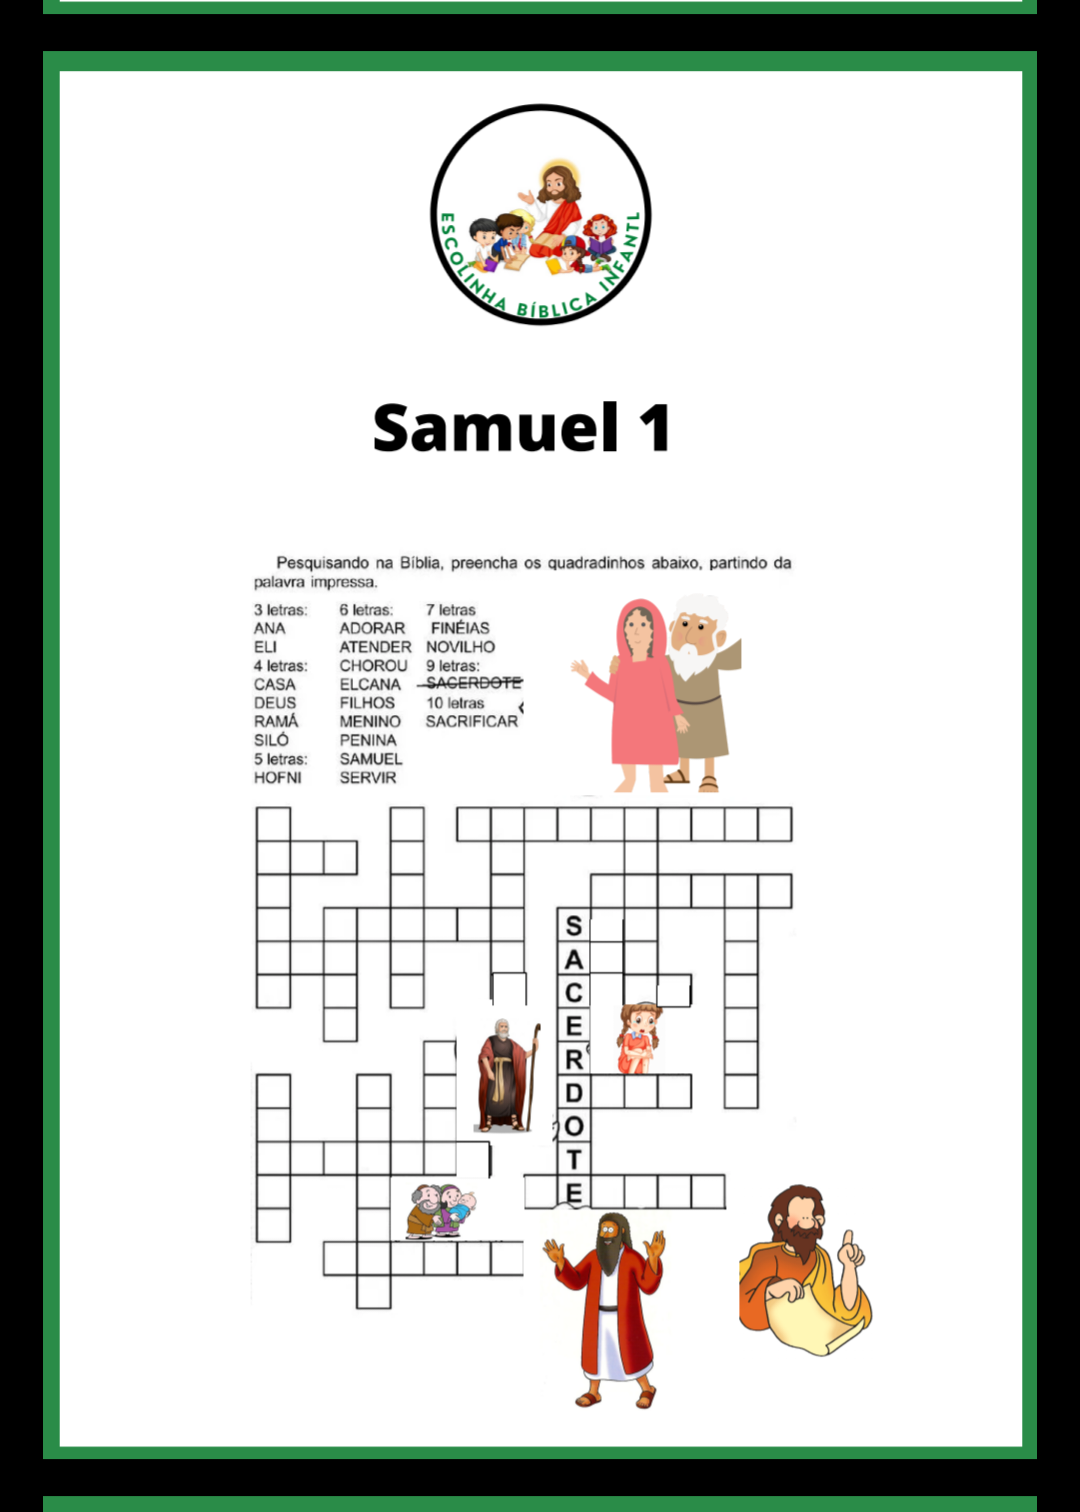 ESCOLINHA BÍBLICA INFANTL
Samuel 1
Pesquisando na Bíblia, preencha os quadradinhos abaixo, partindo da
palavra impressa.
3 letras:
ANA
ELI
4 letras:
CASA
DEUS
RAMÁ
SILÓ
5 letras:
HOFNI
6 letras:
ADORAR
ATENDER
CHOROU
ELCANA
FILHOS
MENINO
PENINA
SAMUEL
SERVIR
7 letras
FINÉIAS
NOVILHO
9 letras:
SACERDOTE
10 letras
SACRIFICAR
S
A
C
E
R
D
O
T
E